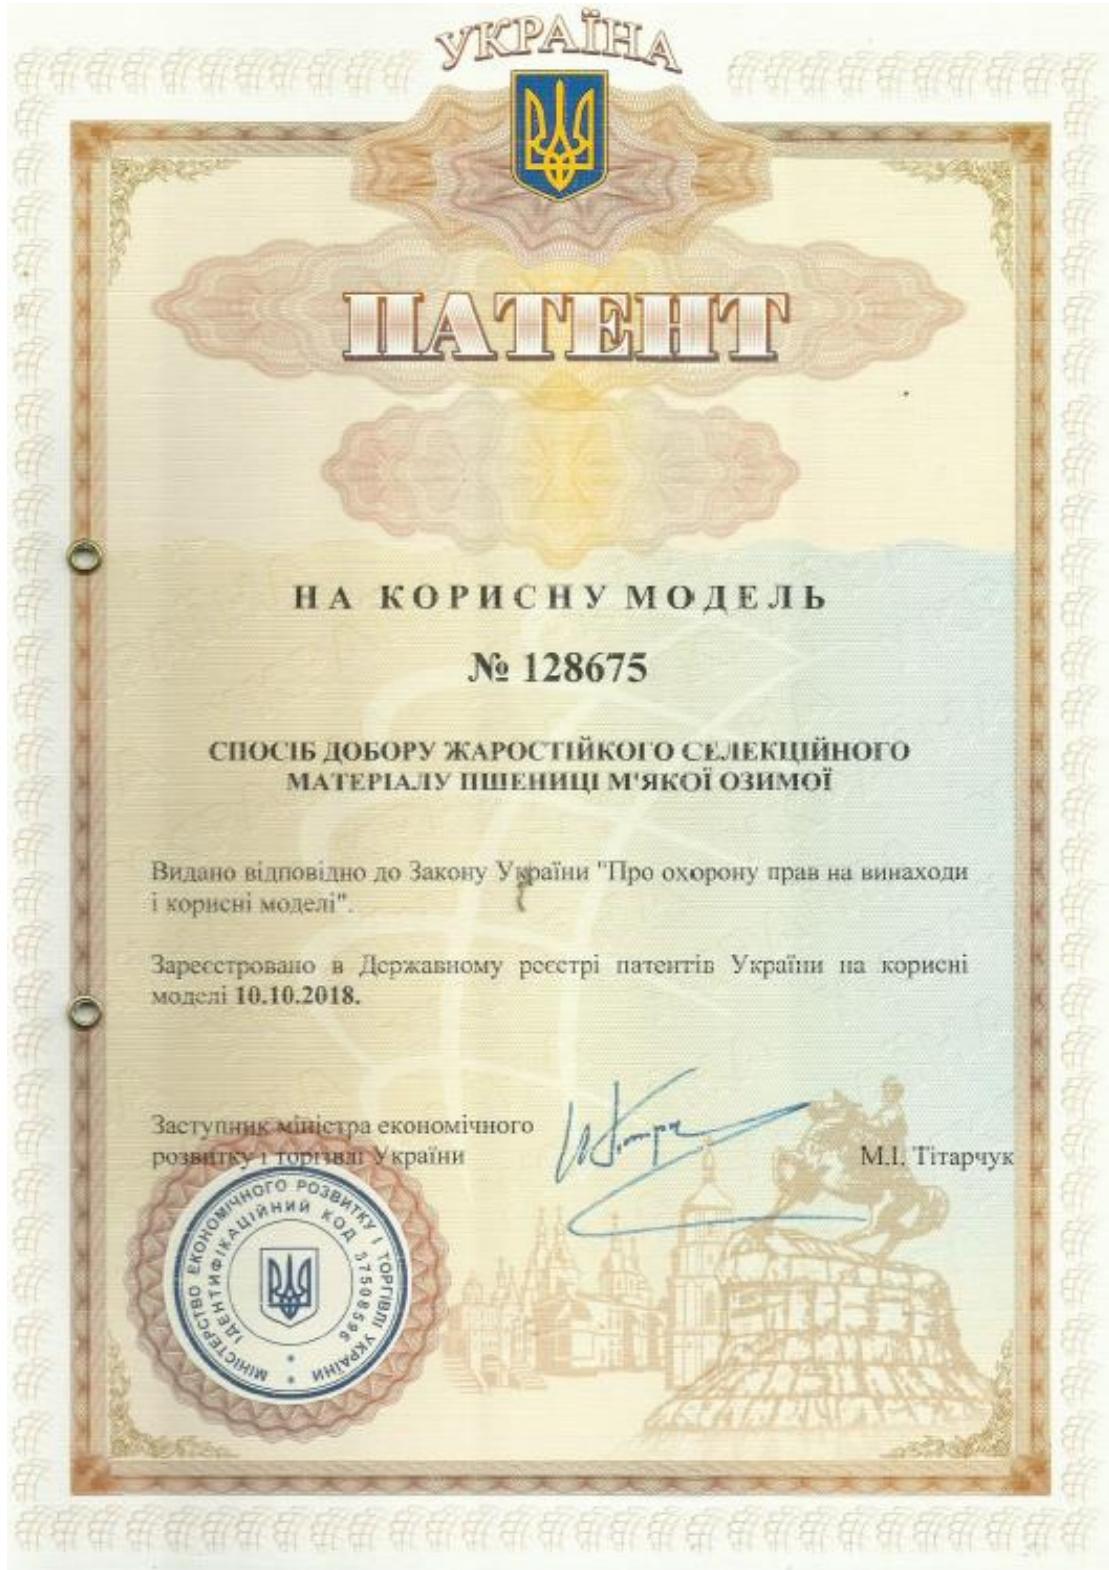 УКРАЇНА
ПАТЕНТ
НА КОРИСНУ МОДЕЛЬ
№ 128675
СПОСІБ ДОБОРУ ЖАРОСТІЙКОГО СЕЛЕКЦІЙНОГО
МАТЕРІАЛУ ПШЕНИЦІ М'ЯКОЇ ОЗИМОЇ
Видано відповідно до Закону України "Про охорону прав на винаходи
і корисні моделі".
Зареєстровано в Державному реєстрі патентів України на корисні
моделі 10.10.2018.
Заступник міністра економічного
розвитку і торгівлі України
М.І. Тітарчук
МІНІСТЕРСТВО ЕКОНОМІЧНОГО РОЗВИТКУ І ТОРГІВЛІ УКРАЇНИ *
ІДЕНТИФІКАЦІЙНИЙ КОД 37508596 *